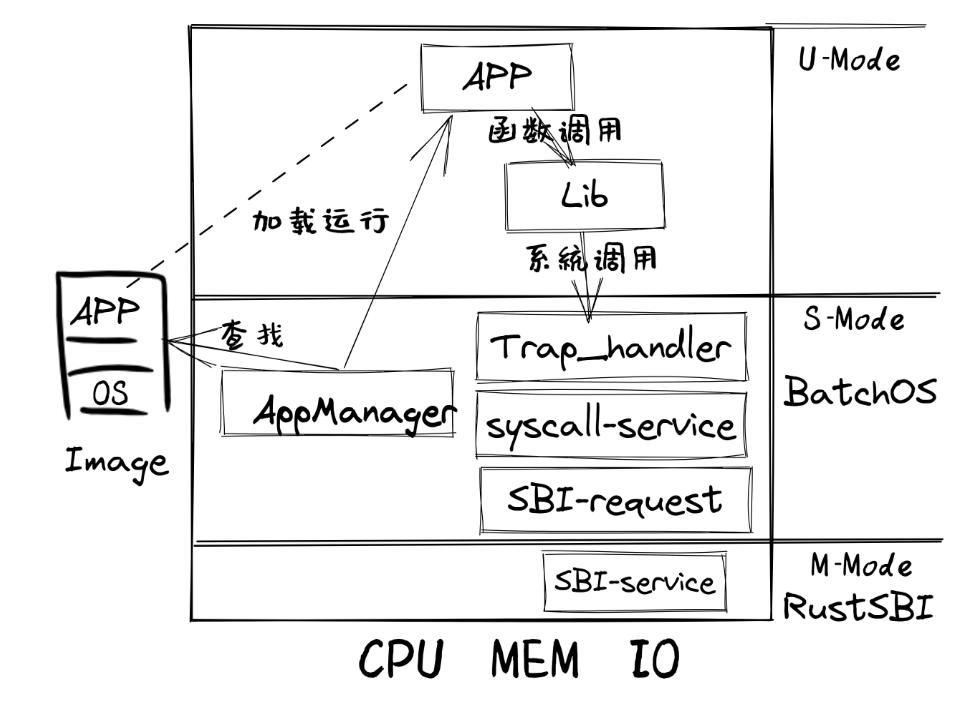 U-Mode
APP
函数调用
Lib
加载运行
系统调用
APP
OS
Image
查找
AppManager
Trap_handler
syscall-service
SBI-request
S-Mode
BatchOS
SBI-service
M-Mode
RustSBI
CPU MEM IO